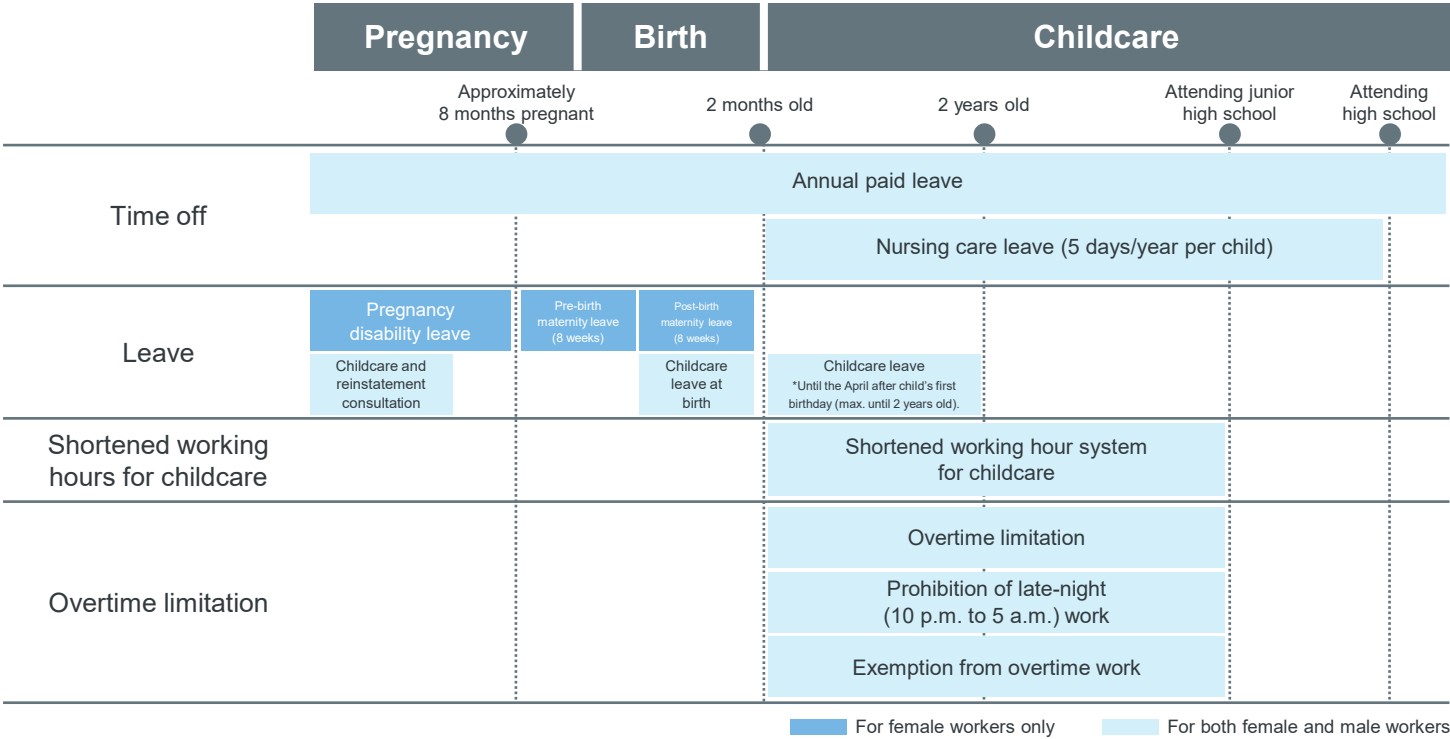 Pregnancy
Birth
Childcare
Approximately
8 months pregnant
2 months old
2 years old
Attending junior
high school
Attending
high school
Time off
Annual paid leave
Nursing care leave (5 days/year per child)
Leave
Pregnancy
disability leave
Pre-birth
maternity leave
(8 weeks)
Post-birth
maternity leave
(8 weeks)
Childcare and
reinstatement
consultation
Childcare
leave at
birth
Childcare leave
*Until the April after child's first
birthday (max. until 2 years old).
Shortened working
hours for childcare
Shortened working hour system
for childcare
Overtime limitation
Overtime limitation
Prohibition of late-night
(10 p.m. to 5 a.m.) work
Exemption from overtime work
For female workers only
For both female and male workers